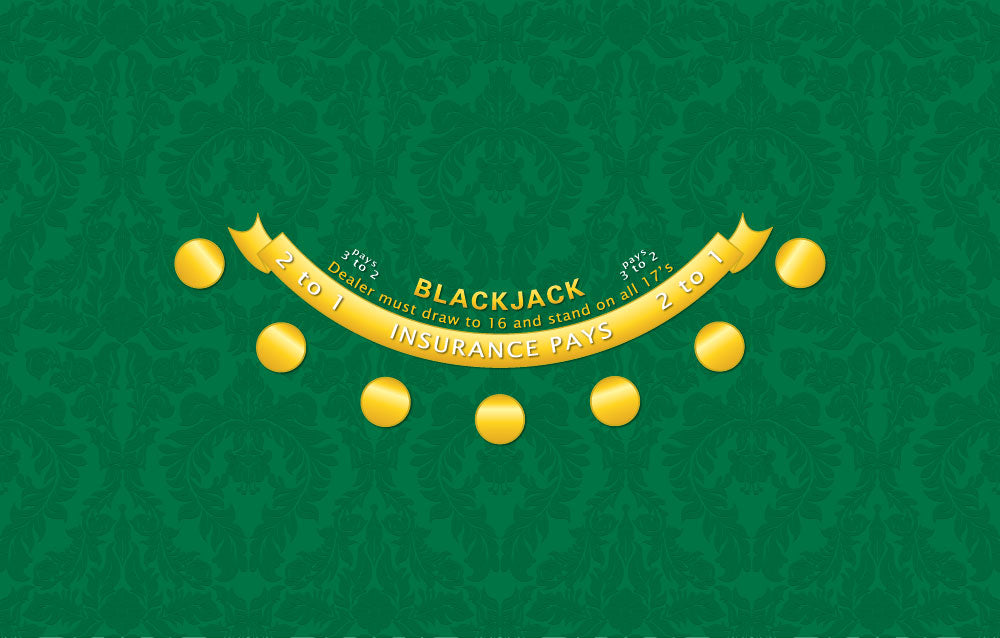 pays
3 to 2
pays
3 to 2
BLACKJACK
Dealer must draw to 16 and stand on all 17's
2 to 1 INSURANCE PAYS 2 to 1